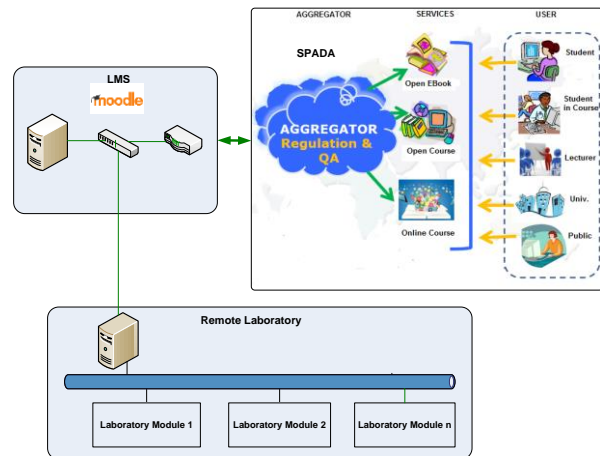 AGGREGATOR
SERVICES
USER
SPADA
LMS
moodle
AGGREGATOR
Regulation &
QA
Open EBook
Open Course
Online Course
Student
Student
in Course
Lecturer
Univ.
Public
Remote Laboratory
Laboratory Module 1
Laboratory Module 2
Laboratory Module n